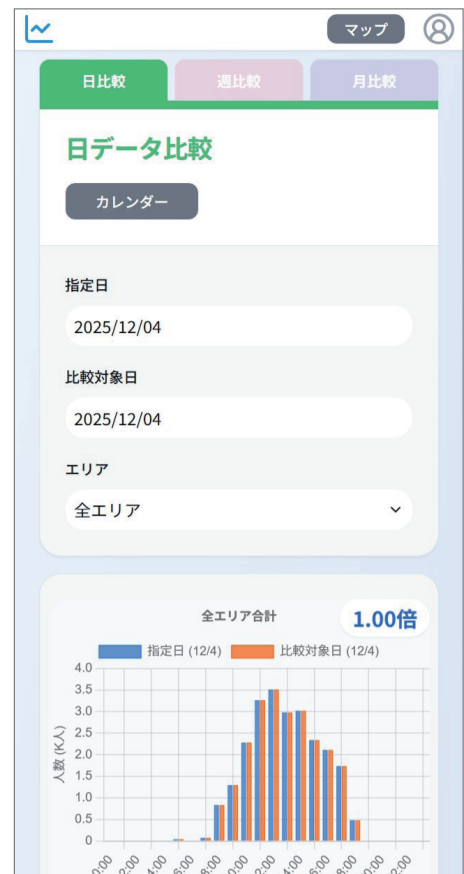 マップ
日比較 週比較 月比較
日データ比較
カレンダー
指定日
2025/12/04
比較対象日
2025/12/04
エリア
全エリア
全エリア合計
1.00倍
指定日 (12/4) 比較対象日 (12/4)
人数 (K人)
4.0
3.5
3.0
2.5
2.0
1.5
1.0
0.5
0